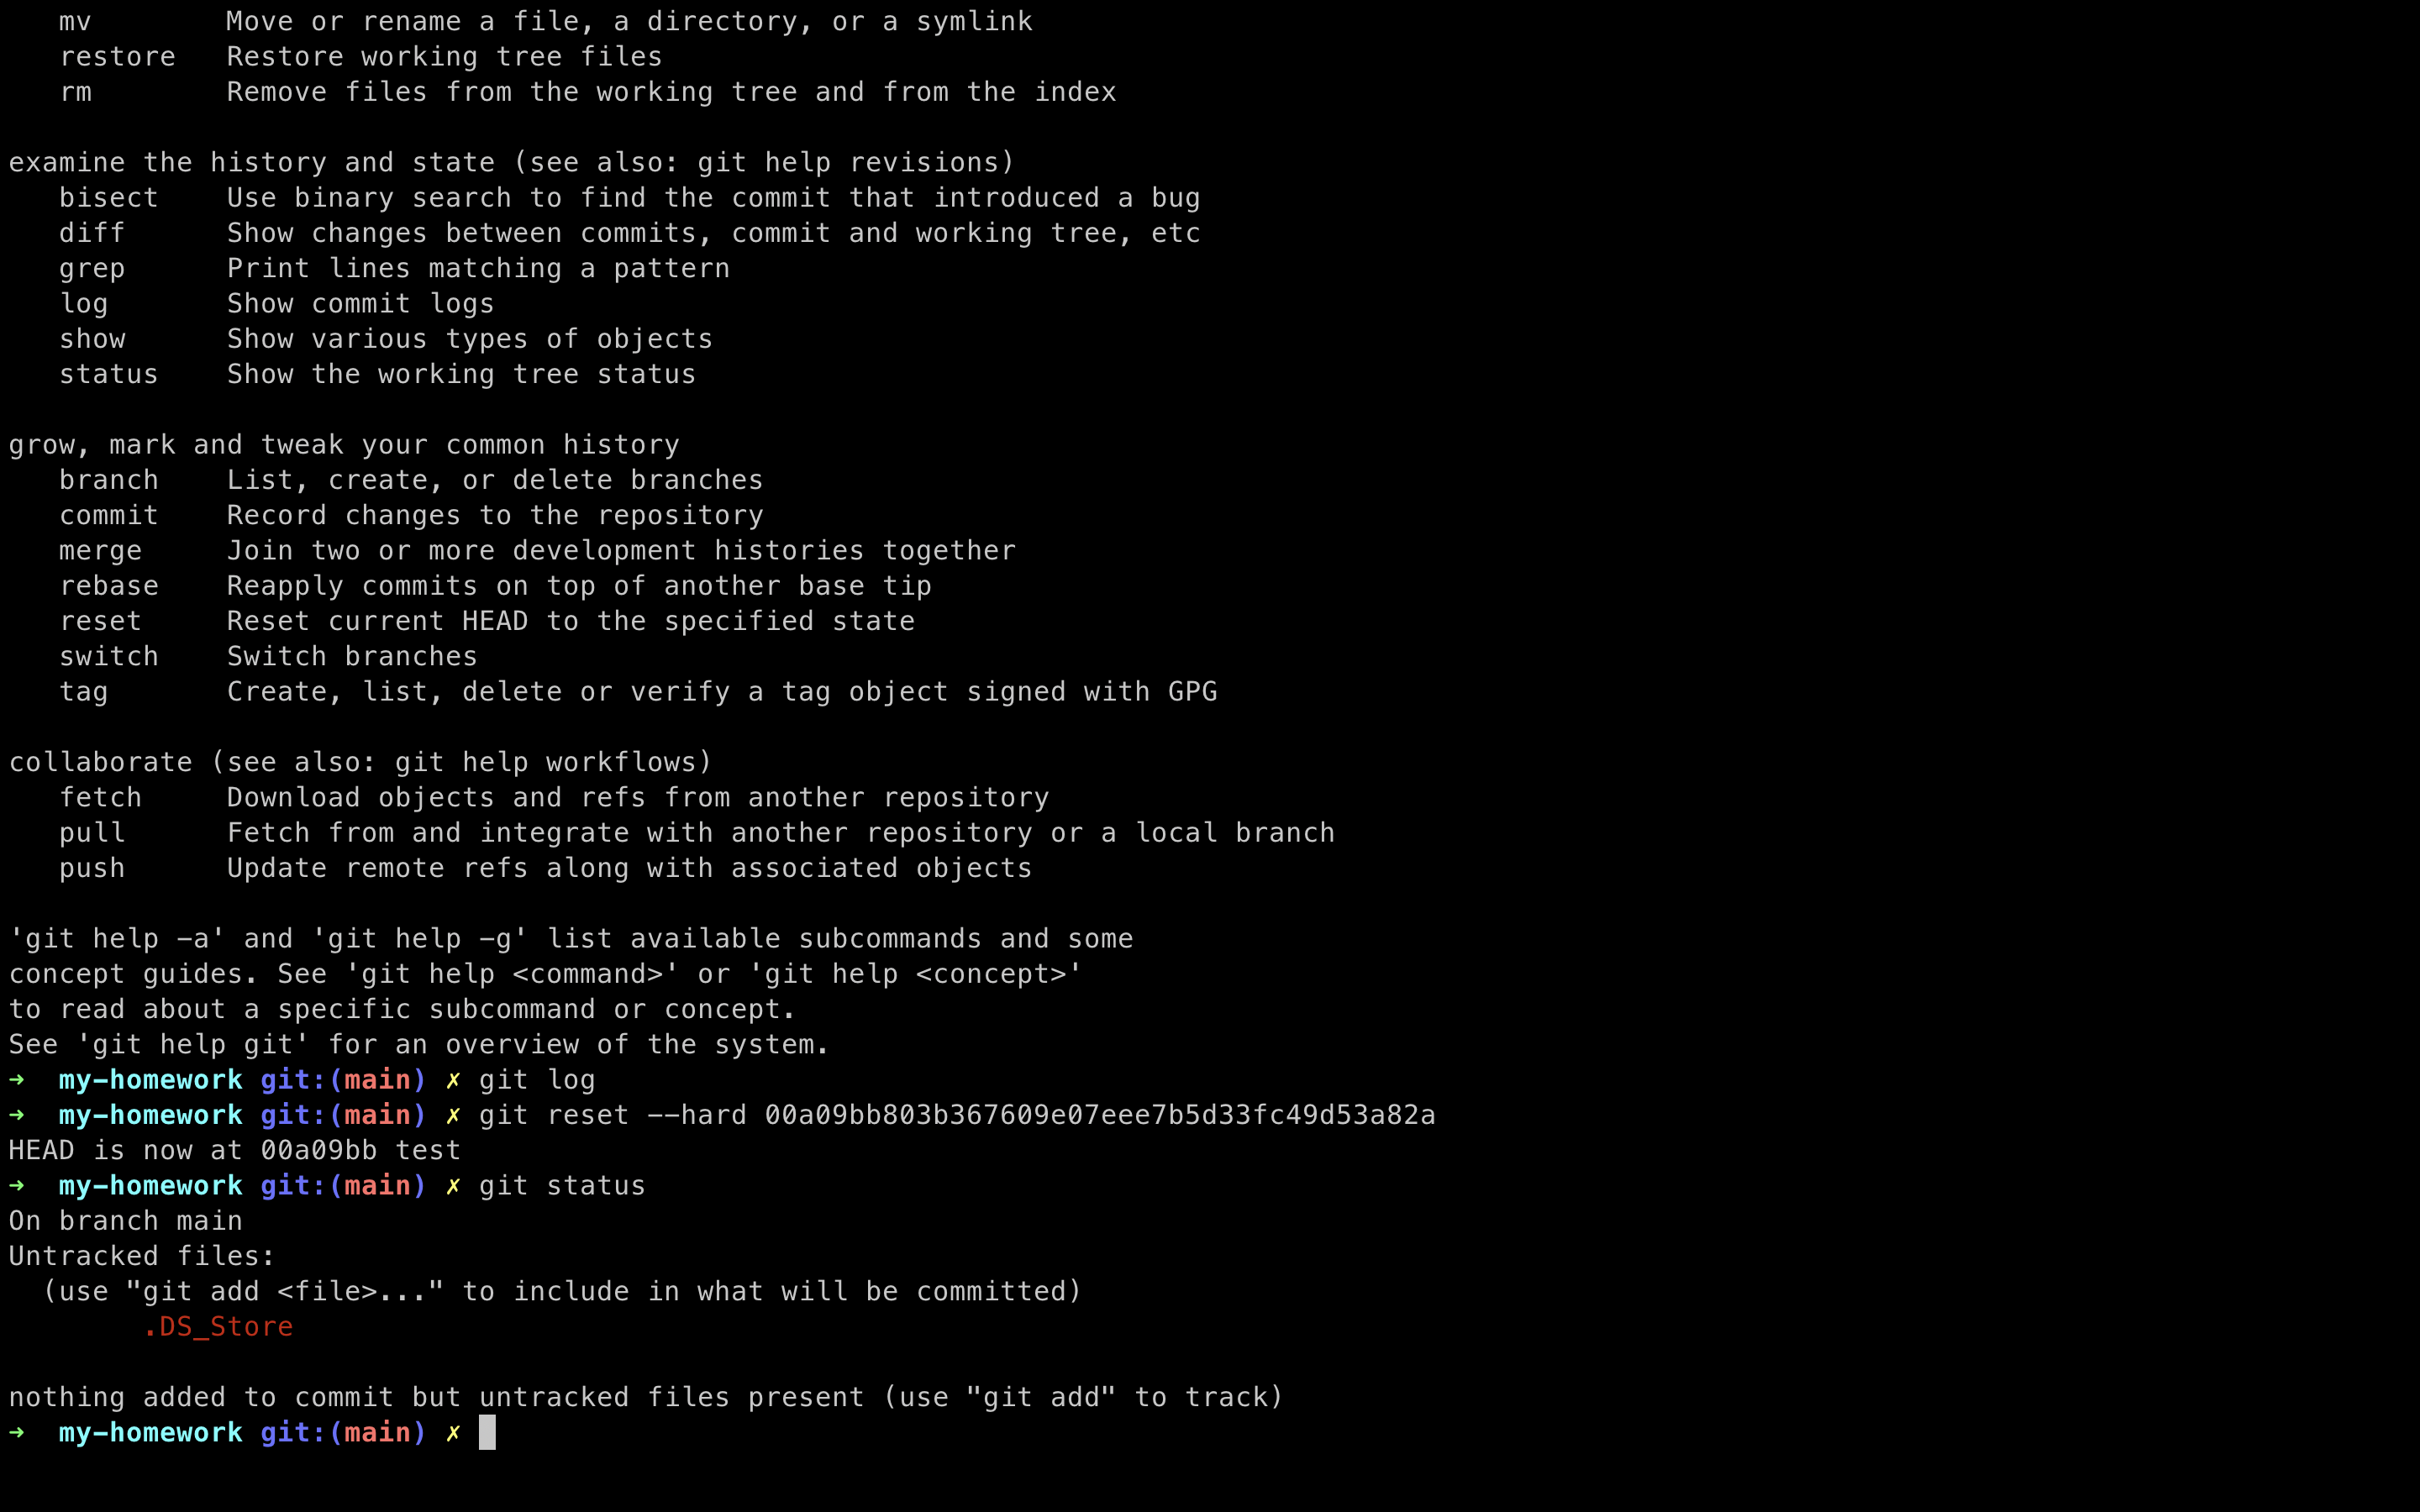 mv        Move or rename a file, a directory, or a symlink
   restore   Restore working tree files
   rm        Remove files from the working tree and from the index

examine the history and state (see also: git help revisions)
   bisect    Use binary search to find the commit that introduced a bug
   diff      Show changes between commits, commit and working tree, etc
   grep      Print lines matching a pattern
   log       Show commit logs
   show      Show various types of objects
   status    Show the working tree status

grow, mark and tweak your common history
   branch    List, create, or delete branches
   commit    Record changes to the repository
   merge     Join two or more development histories together
   rebase    Reapply commits on top of another base tip
   reset     Reset current HEAD to the specified state
   switch    Switch branches
   tag       Create, list, delete or verify a tag object signed with GPG

collaborate (see also: git help workflows)
   fetch     Download objects and refs from another repository
   pull      Fetch from and integrate with another repository or a local branch
   push      Update remote refs along with associated objects

'git help -a' and 'git help -g' list available subcommands and some
concept guides. See 'git help <command>' or 'git help <concept>'
to read about a specific subcommand or concept.
See 'git help git' for an overview of the system.
➜  my-homework git:(main) ✗ git log
➜  my-homework git:(main) ✗ git reset --hard 00a09bb803b367609e07eee7b5d33fc49d53a82a
HEAD is now at 00a09bb test
➜  my-homework git:(main) ✗ git status
On branch main
Untracked files:
  (use "git add <file>..." to include in what will be committed)
        .DS_Store

nothing added to commit but untracked files present (use "git add" to track)
➜  my-homework git:(main) ✗